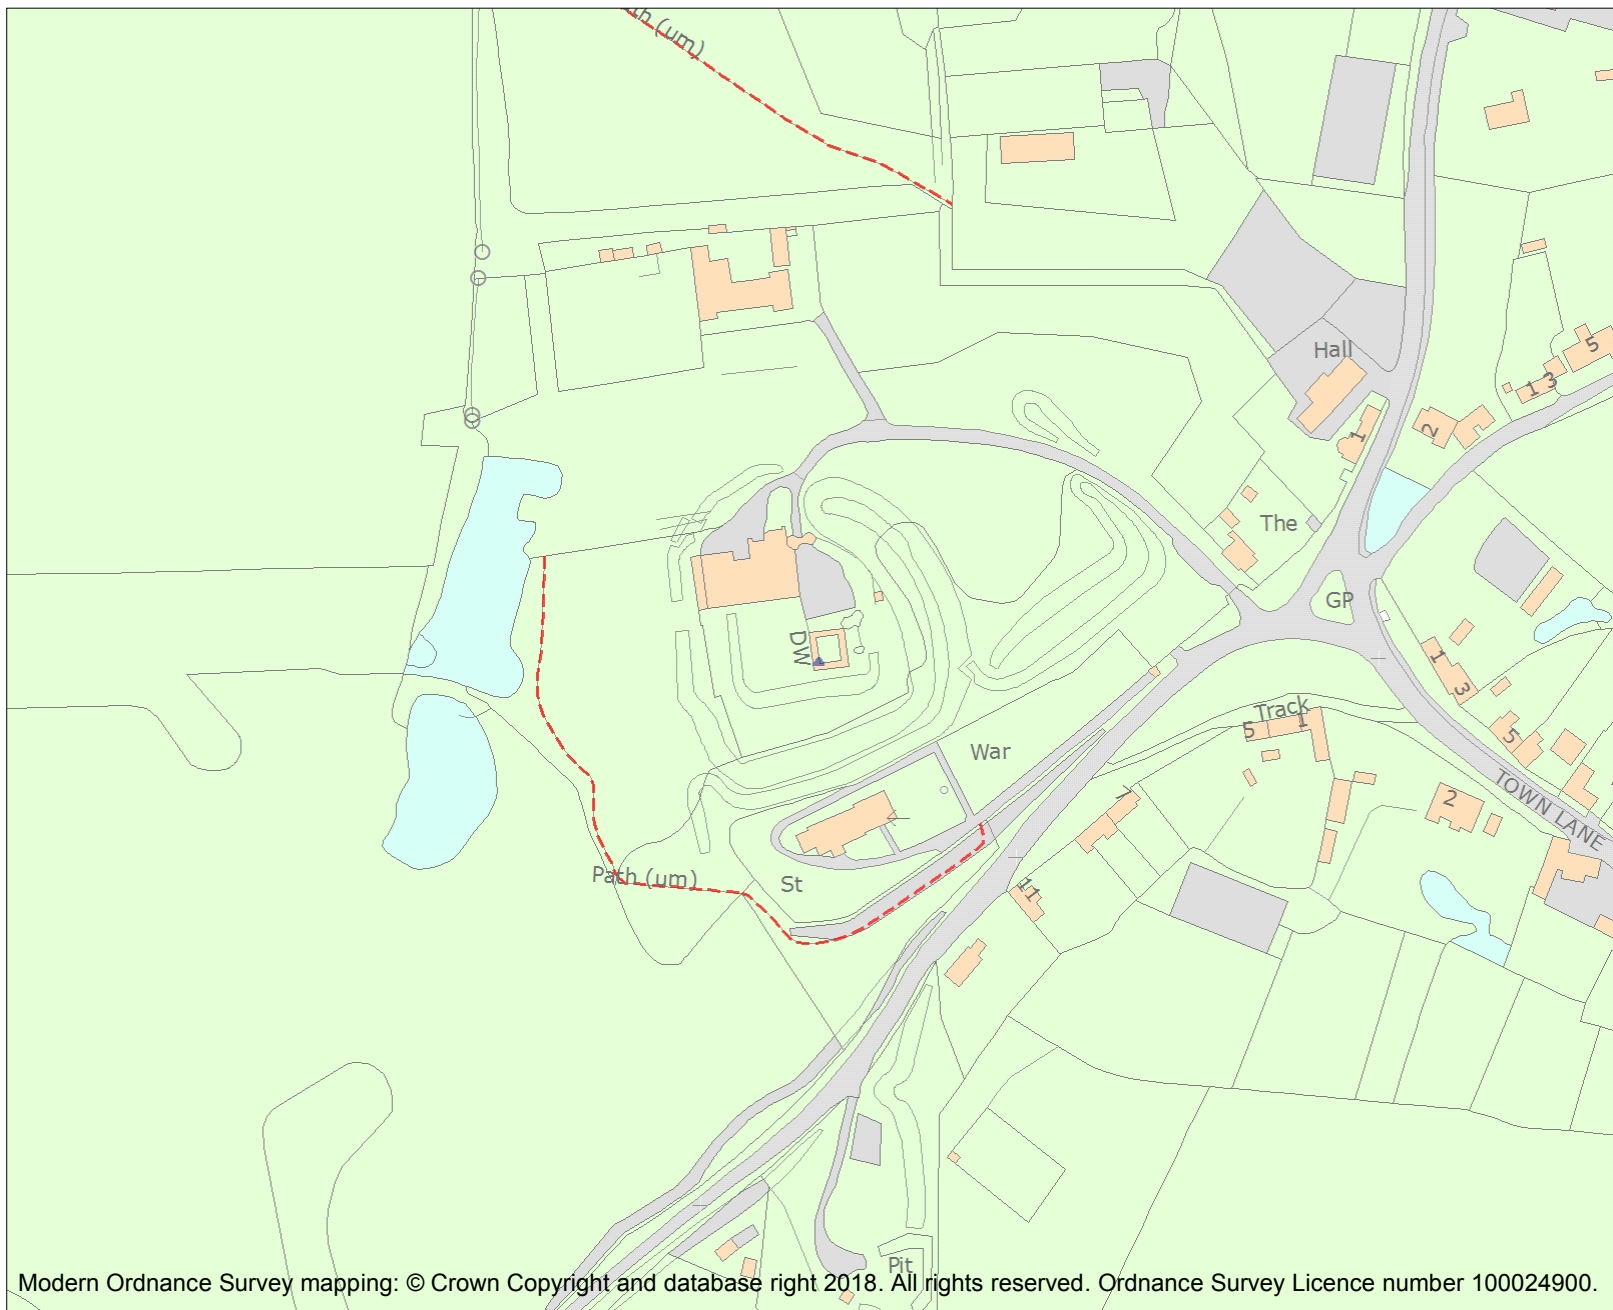 th (um)
Hall
1
2
1 3
5
The
GP
DW
1
3
5
Track
5
1
War
7
2
TOWN LANE
Path (um)
St
11
Pit
Modern Ordnance Survey mapping: © Crown Copyright and database right 2018. All rights reserved. Ordnance Survey Licence number 100024900.